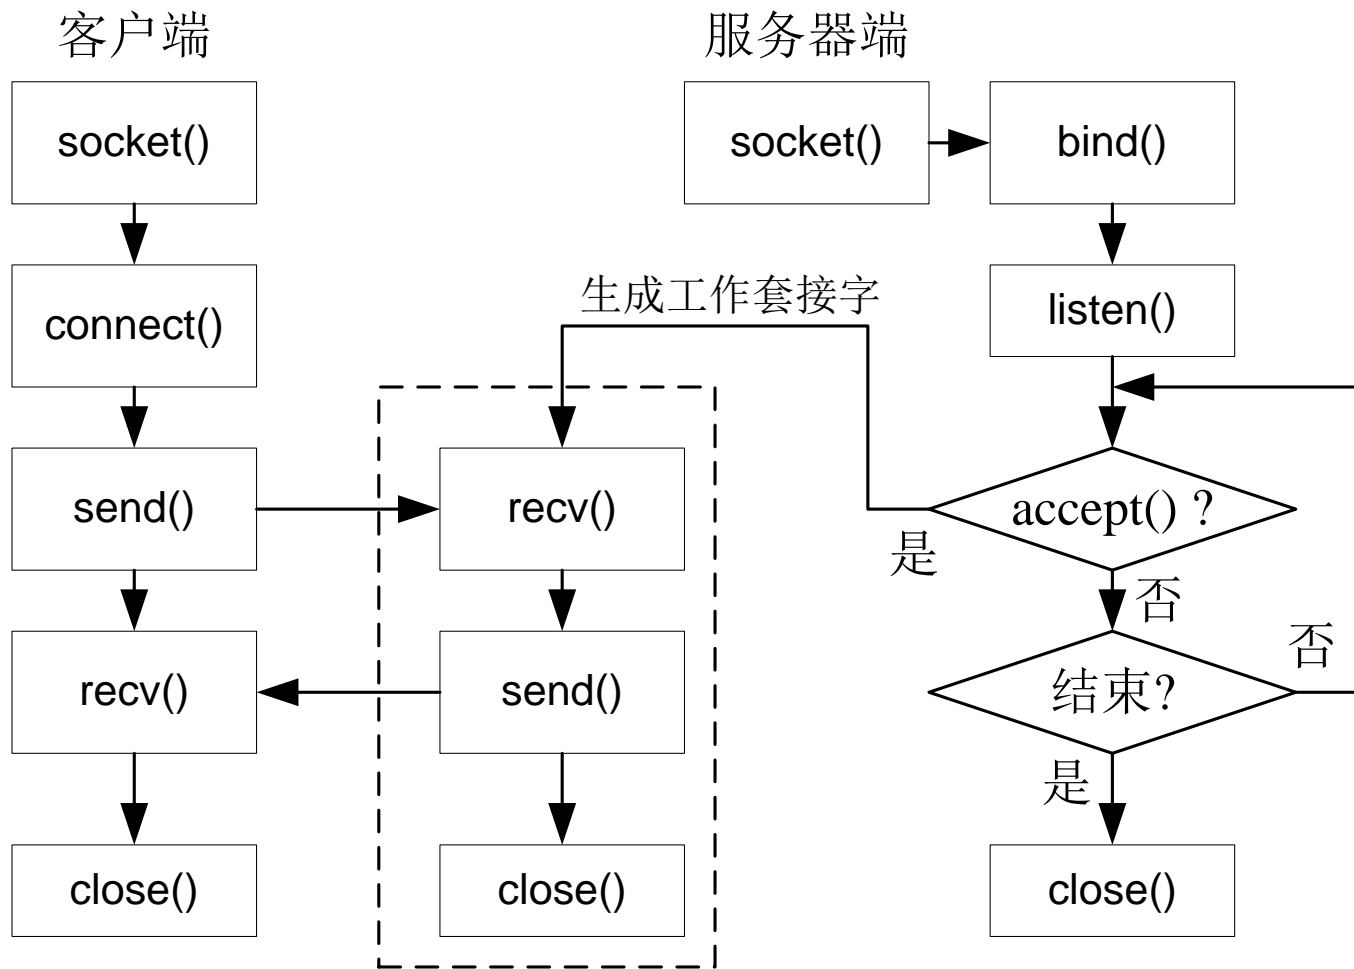 客户端
服务器端
socket()
socket()
bind()
connect()
生成工作套接字
listen()
send()
recv()
accept() ?
是
否
recv()
send()
结束?
否
是
close()
close()
close()